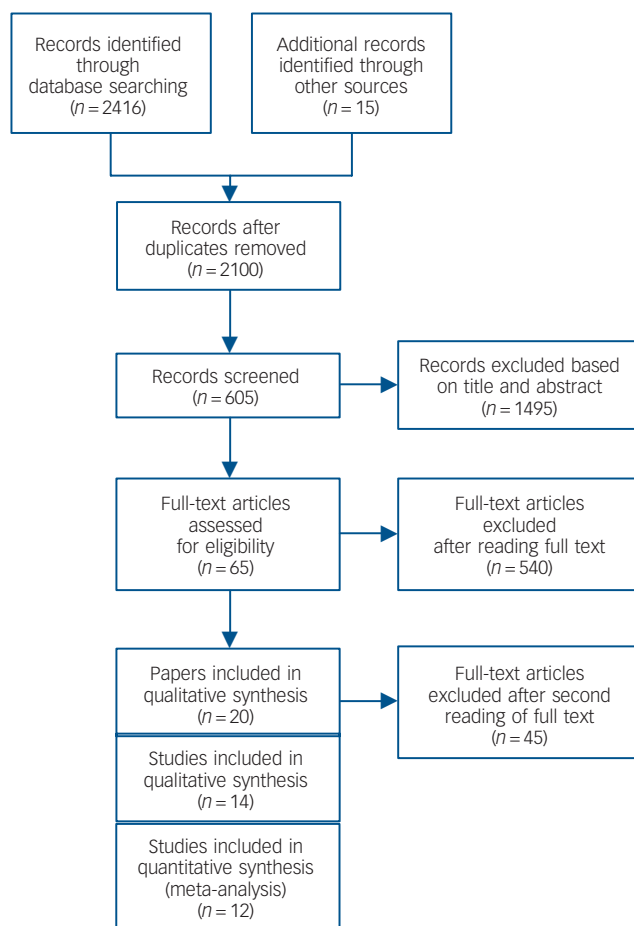 Records identified
through
database searching
(n = 2416)
Additional records
identified through
other sources
(n = 15)
Records after
duplicates removed
(n = 2100)
Records screened
(n = 605)
Records excluded based
on title and abstract
(n = 1495)
Full-text articles
assessed
for eligibility
(n = 65)
Full-text articles
excluded
after reading full text
(n = 540)
Papers included in
qualitative synthesis
(n = 20)
Full-text articles
excluded after second
reading of full text
(n = 45)
Studies included in
qualitative synthesis
(n = 14)
Studies included in
quantitative synthesis
(meta-analysis)
(n = 12)